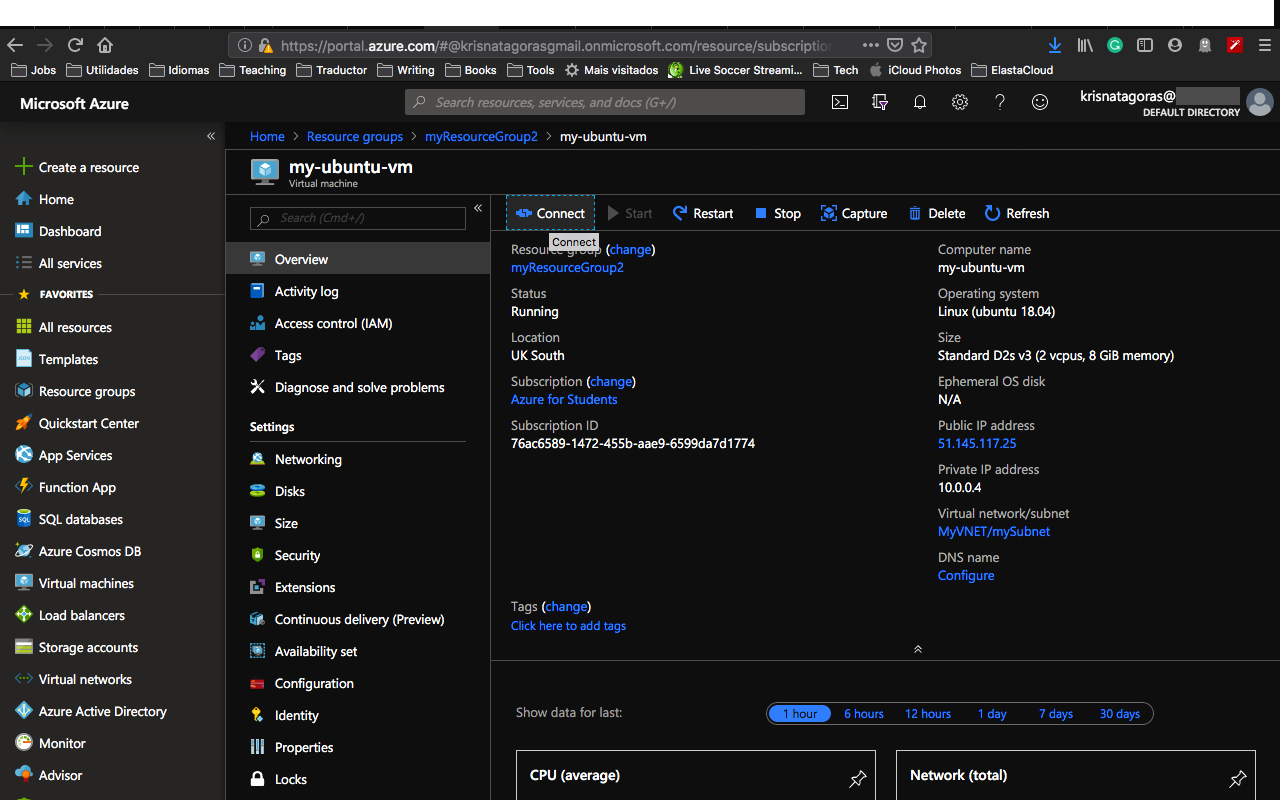 https://portal.azure.com/#@krisnatagorasgmail.onmicrosoft.com/resource/subscription
Jobs Utilidades Idiomas Teaching Traductor Writing Books Tools Mais visitados Live Soccer Streami... Tech iCloud Photos ElastaCloud
Microsoft Azure
Search resources, services, and docs (G+/)
krisnatagoras@
DEFAULT DIRECTORY
«
Create a resource
Home
Dashboard
All services
FAVORITES
All resources
Templates
Resource groups
Quickstart Center
App Services
Function App
SQL databases
Azure Cosmos DB
Virtual machines
Load balancers
Storage accounts
Virtual networks
Azure Active Directory
Monitor
Advisor
Home > Resource groups > myResourceGroup2 > my-ubuntu-vm
my-ubuntu-vm
Virtual machine
Search (Cmd+/)
«
Overview
Activity log
Access control (IAM)
Tags
Diagnose and solve problems
Settings
Networking
Disks
Size
Security
Extensions
Continuous delivery (Preview)
Availability set
Configuration
Identity
Properties
Locks
Connect Start Restart Stop Capture Delete Refresh
Connect
Resource group (change)
myResourceGroup2
Status
Running
Location
UK South
Subscription (change)
Azure for Students
Subscription ID
76ac6589-1472-455b-aae9-6599da7d1774
Computer name
my-ubuntu-vm
Operating system
Linux (ubuntu 18.04)
Size
Standard D2s v3 (2 vcpus, 8 GiB memory)
Ephemeral OS disk
N/A
Public IP address
51.145.117.25
Private IP address
10.0.0.4
Virtual network/subnet
MyVNET/mySubnet
DNS name
Configure
Tags (change)
Click here to add tags
Show data for last:
1 hour 6 hours 12 hours 1 day 7 days 30 days
CPU (average)
Network (total)